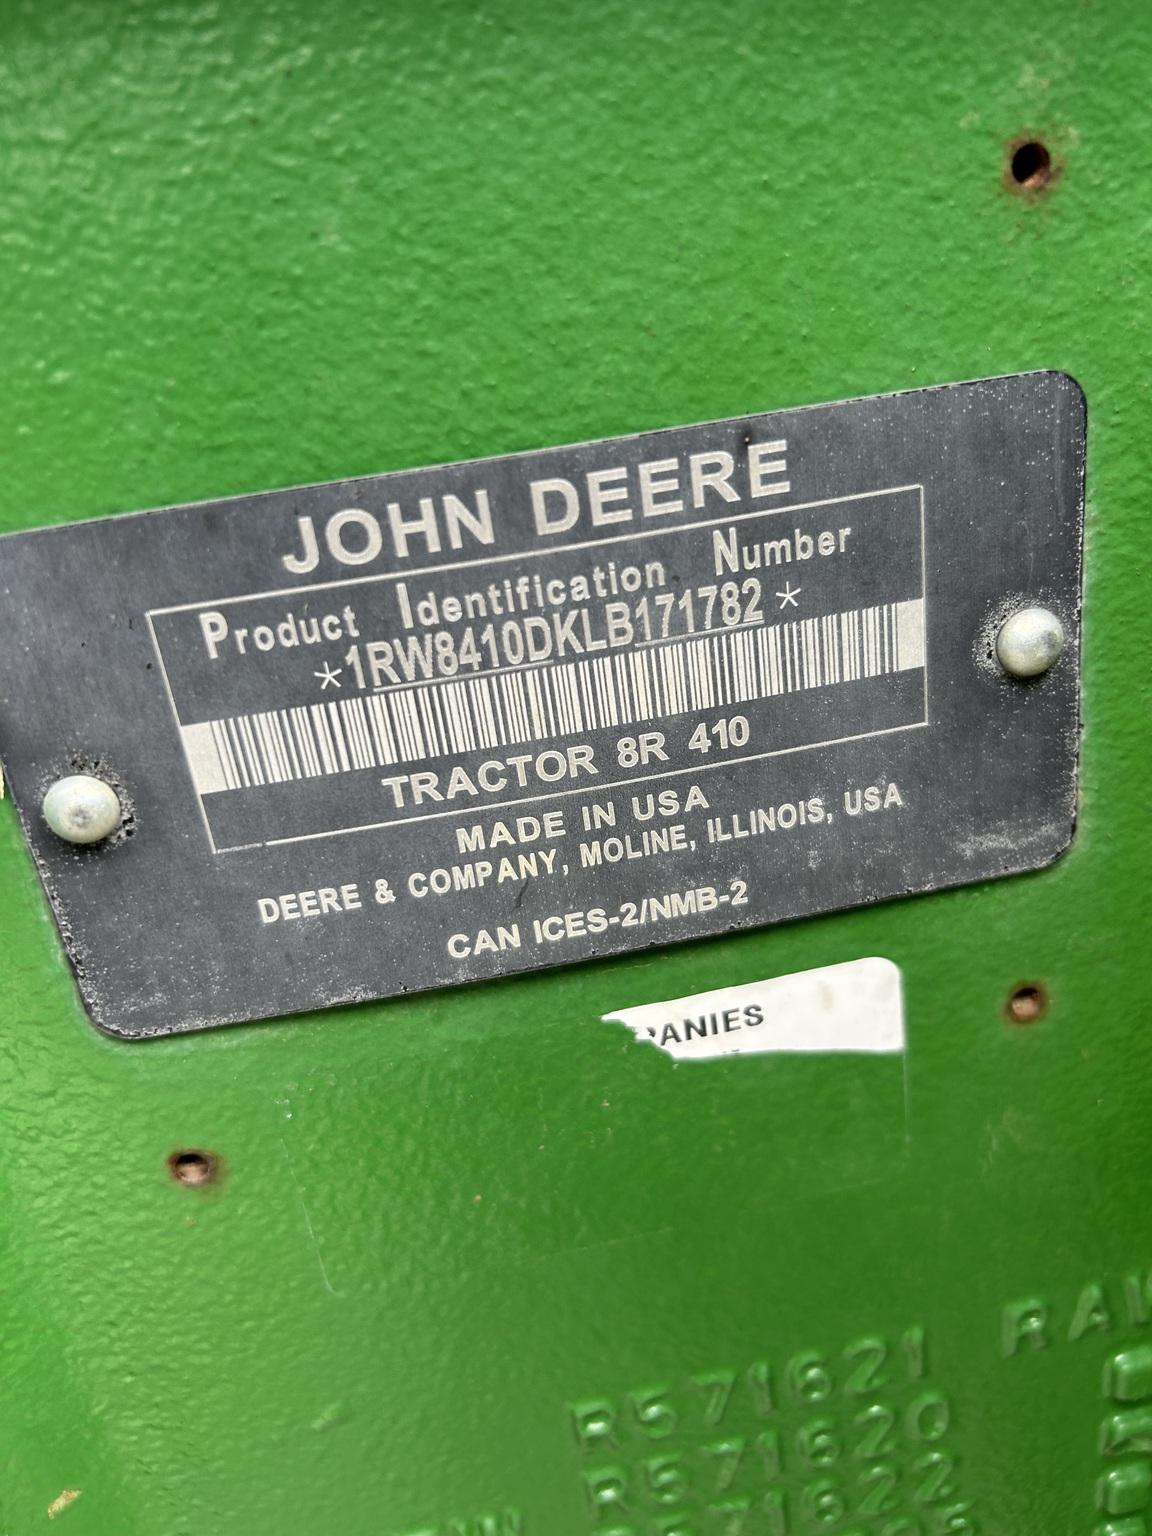 JOHN DEERE
Product Identification Number
*1RW8410DKLB171782*
TRACTOR 8R 410
MADE IN USA
DEERE & COMPANY, MOLINE, ILLINOIS, USA
CAN ICES-2/NMB-2
PANIES
R571621
R571620
R571622